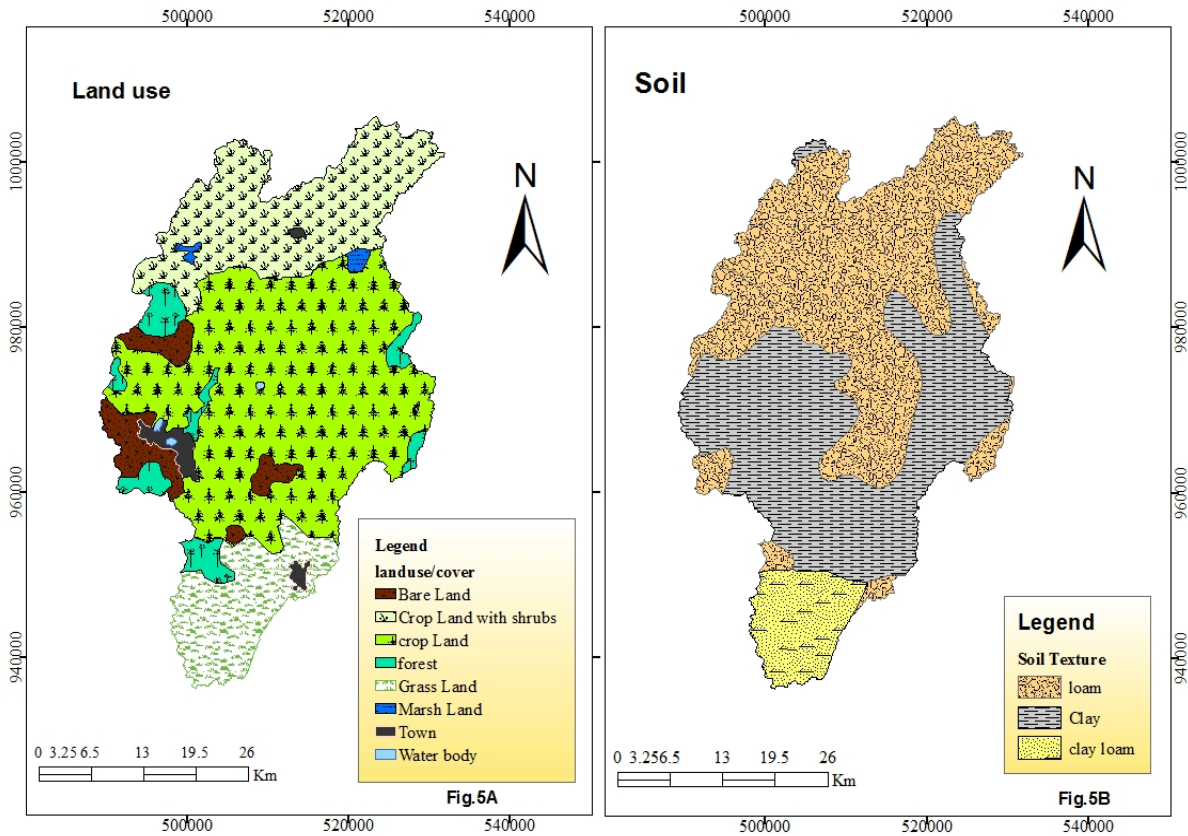 500000 520000 540000
Land use
N
1000000
980000
960000
940000
Legend
landuse/cover
Bare Land
Crop Land with shrubs
crop Land
forest
Grass Land
Marsh Land
Town
Water body
0 3.25 6.5 13 19.5 26
Km
Fig.5A
500000 520000 540000
500000 520000 540000
Soil
N
1000000
980000
960000
940000
Legend
Soil Texture
loam
Clay
clay loam
0 3.256.5 13 19.5 26
Km
Fig.5B
500000 520000 540000